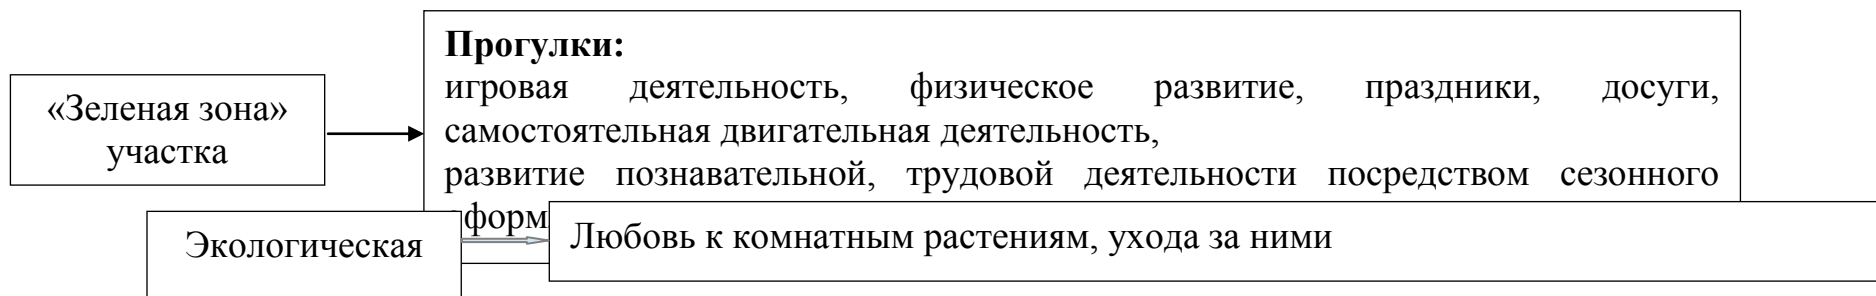 «Зеленая зона»
участка
Прогулки:
игровая деятельность, физическое развитие, праздники, досуги,
самостоятельная двигательная деятельность,
развитие познавательной, трудовой деятельности посредством сезонного
Экологическая
Любовь к комнатным растениям, ухода за ними